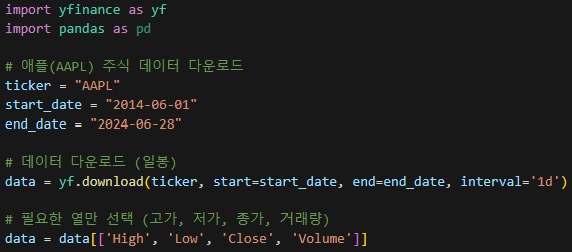 import yfinance as yf
import pandas as pd
# 애플(AAPL) 주식 데이터 다운로드
ticker = "AAPL"
start_date = "2014-06-01"
end_date = "2024-06-28"
# 데이터 다운로드 (일봉)
data = yf.download(ticker, start=start_date, end=end_date, interval='1d')
# 필요한 열만 선택 (고가, 저가, 종가, 거래량)
data = data[['High', 'Low', 'Close', 'Volume']]